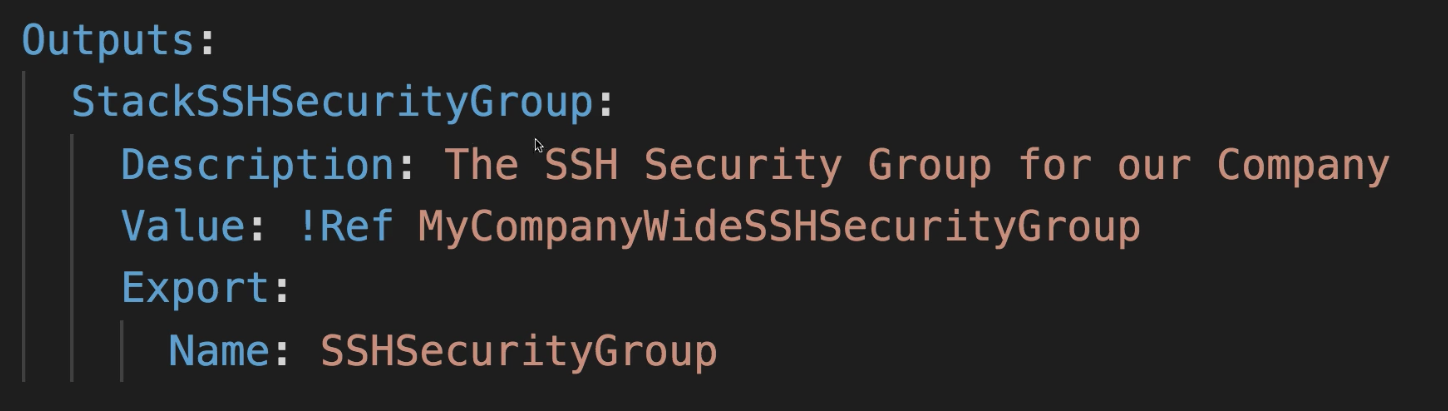 Outputs:
  StackSSHSecurityGroup:
    Description: The SSH Security Group for our Company
    Value: !Ref MyCompanyWideSSHSecurityGroup
    Export:
      Name: SSHSecurityGroup